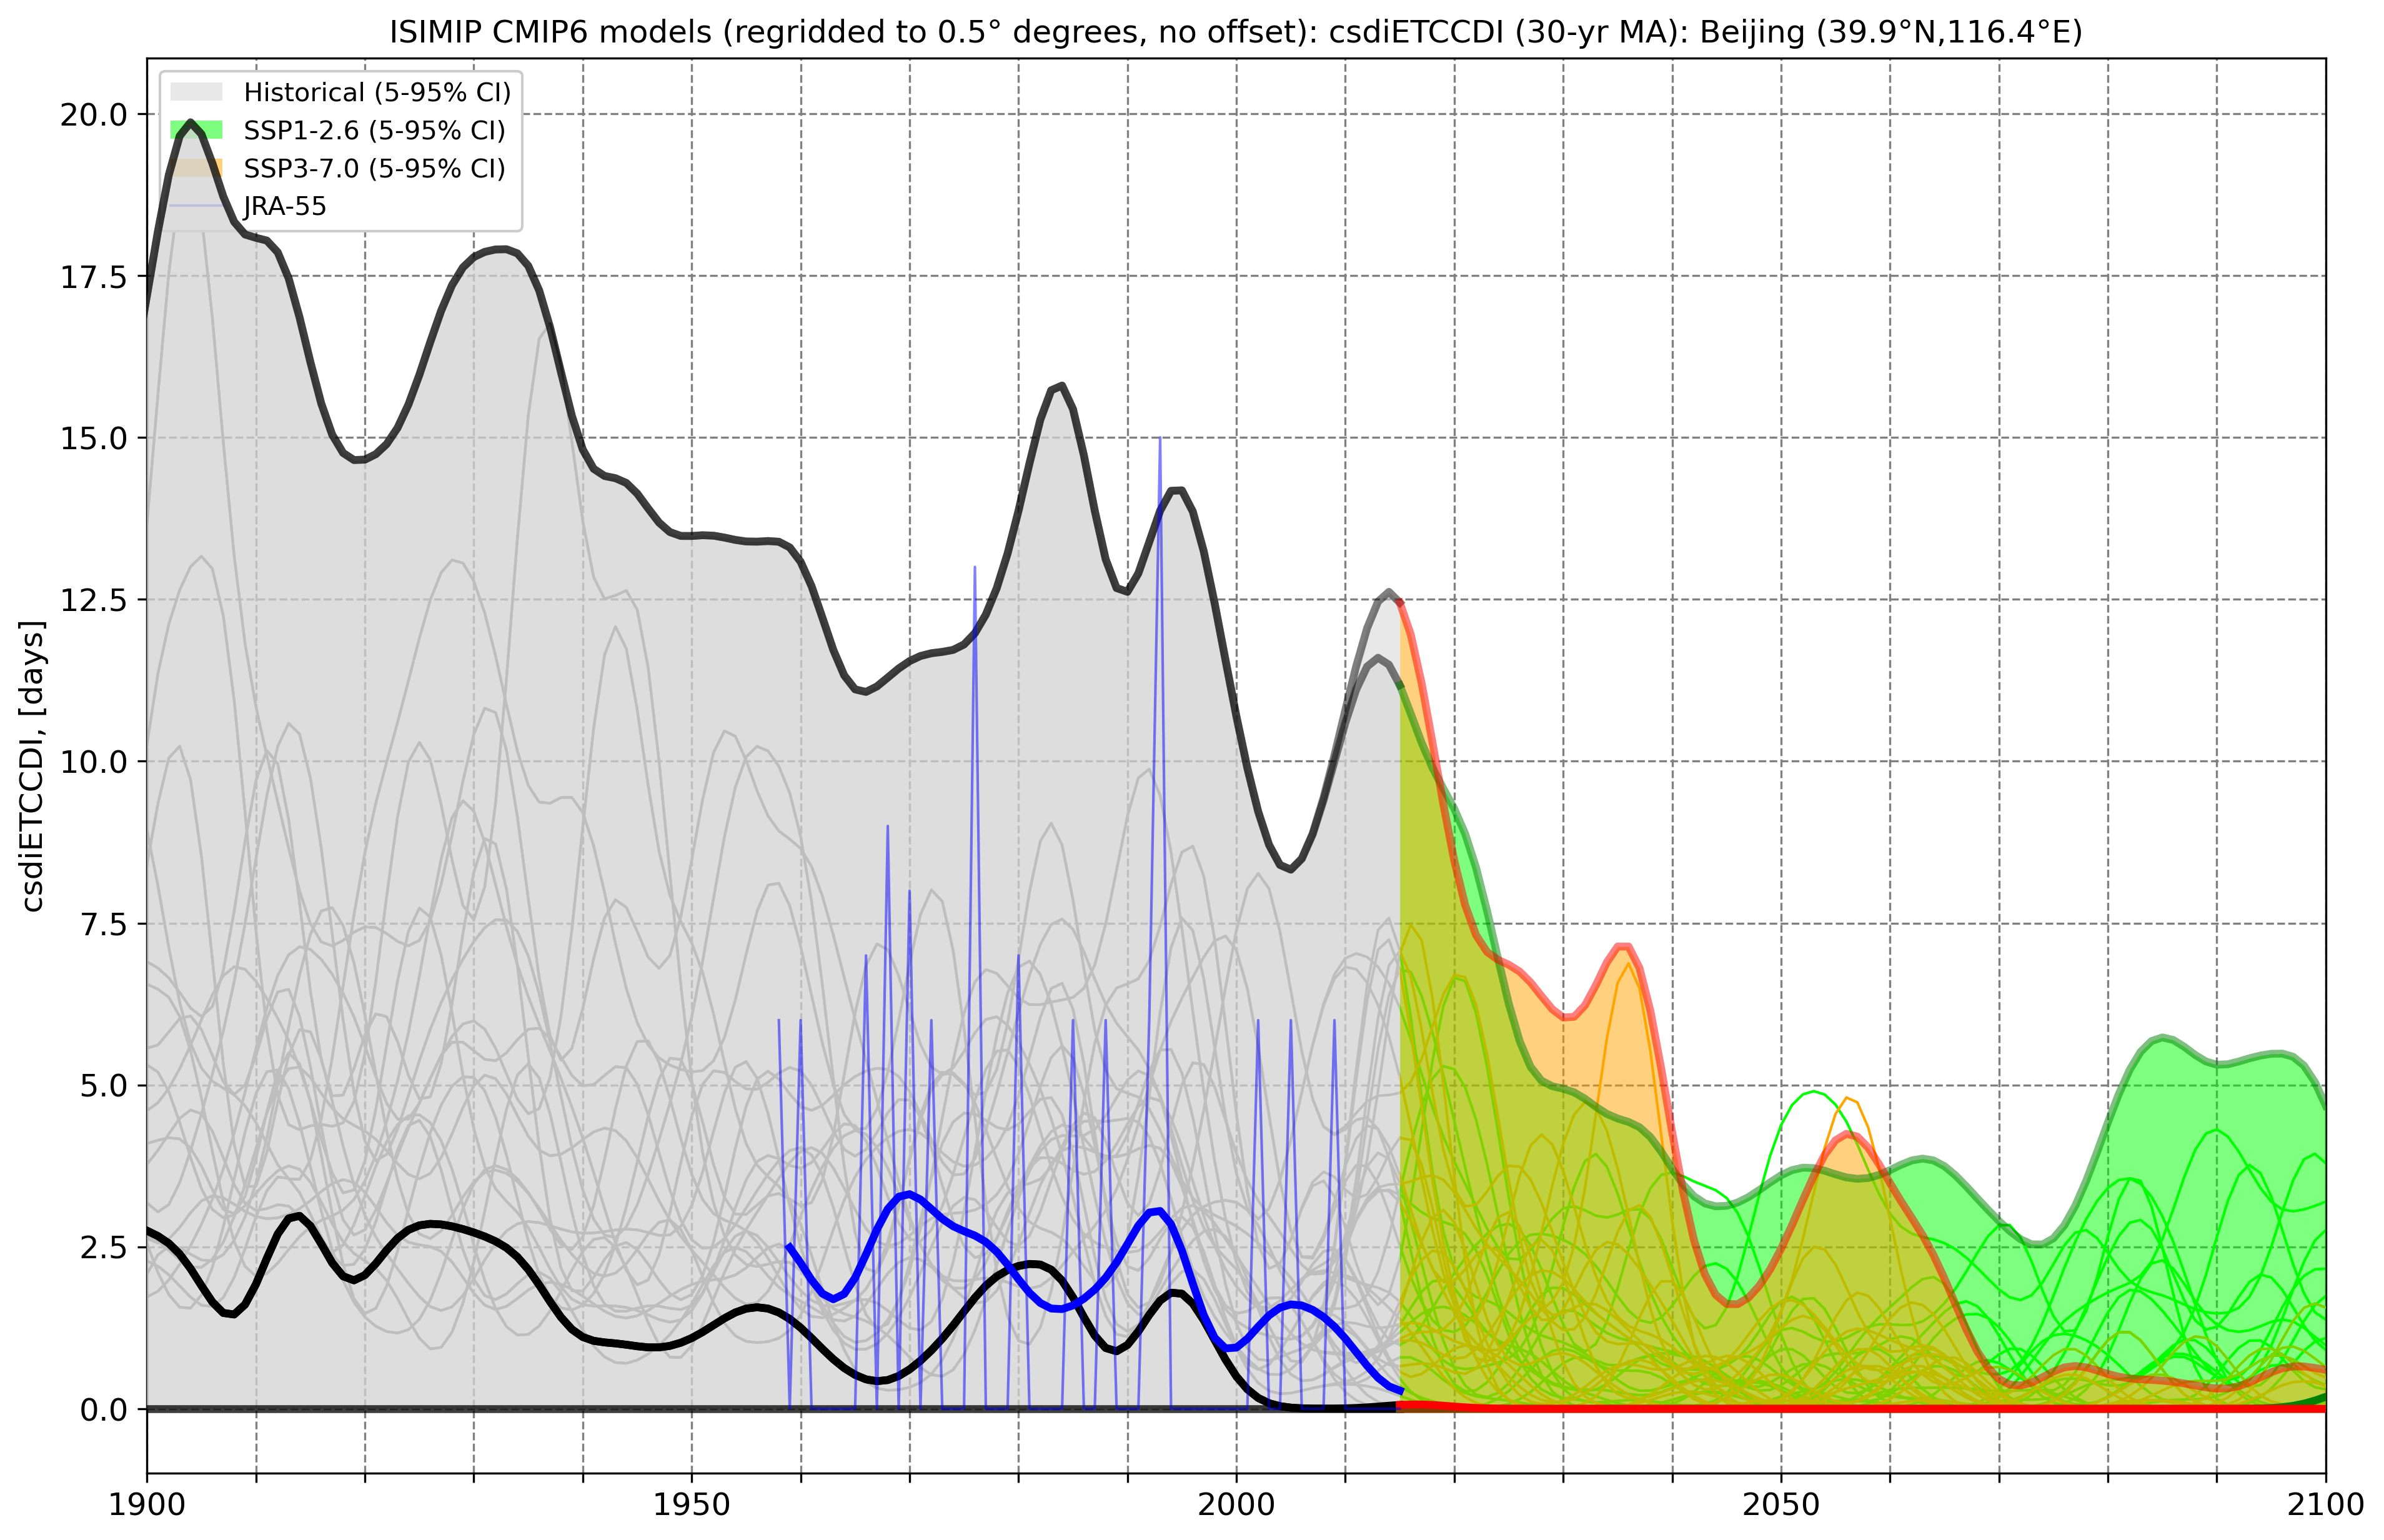 ISIMIP CMIP6 models (regridded to 0.5° degrees, no offset): csdiETCCDI (30-yr MA): Beijing (39.9°N,116.4°E)
Historical (5-95% CI)
SSP1-2.6 (5-95% CI)
SSP3-7.0 (5-95% CI)
JRA-55
csdiETCCDI, [days]
20.0
17.5
15.0
12.5
10.0
7.5
5.0
2.5
0.0
1900
1950
2000
2050
2100